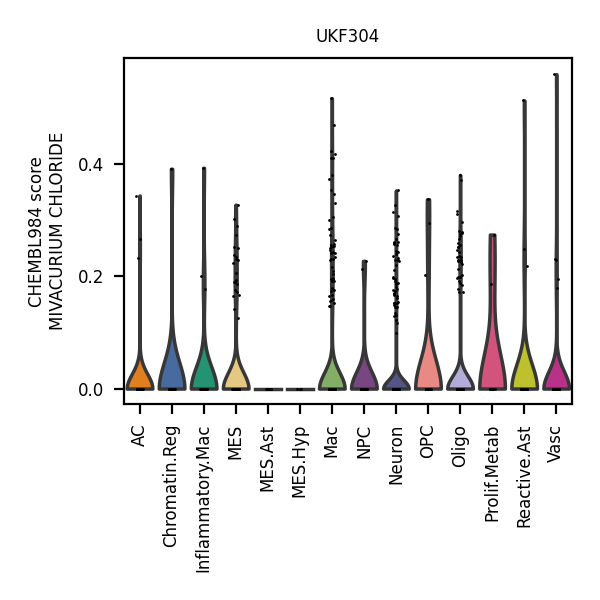 UKF304
CHEMBL984 score
MIVACURIUM CHLORIDE
0.4
0.2
0.0
AC
Chromatin.Reg
Inflammatory.Mac
MES
MES.Ast
MES.Hyp
Mac
NPC
Neuron
OPC
Oligo
Prolif.Metab
Reactive.Ast
Vasc